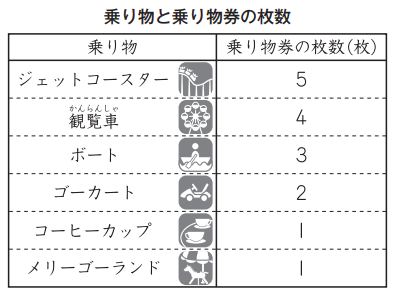 乗り物と乗り物券の枚数
乗り物 乗り物券の枚数(枚)
ジェットコースター 5
かんらんしゃ
観覧車 4
ボート 3
ゴーカート 2
コーヒーカップ 1
メリーゴーランド 1